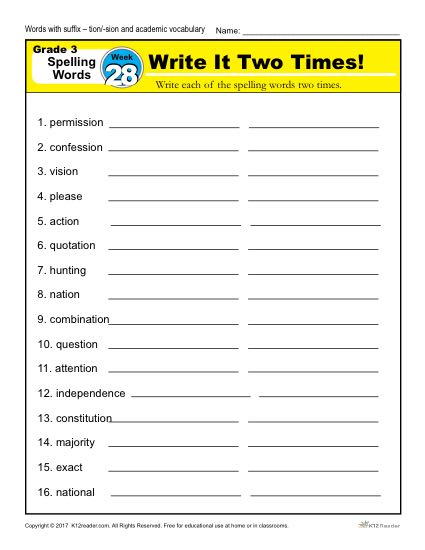 Words with suffix – tion/-sion and academic vocabulary Name:
Grade 3
Spelling
Words
Week
28
Write It Two Times!
Write each of the spelling words two times.
1. permission
2. confession
3. vision
4. please
5. action
6. quotation
7. hunting
8. nation
9. combination
10. question
11. attention
12. independence
13. constitution
14. majority
15. exact
16. national
Copyright © 2017 K12reader.com. All Rights Reserved. Free for educational use at home or in classrooms.
K12Reader